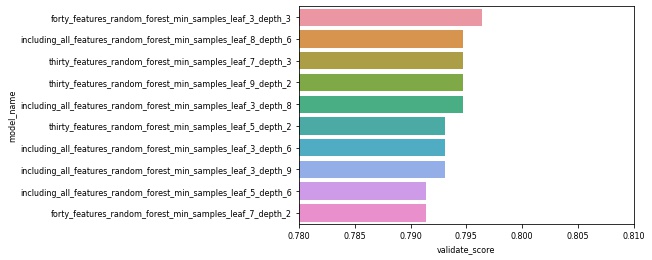 forty_features_random_forest_min_samples_leaf_3_depth_3
including_all_features_random_forest_min_samples_leaf_8_depth_6
thirty_features_random_forest_min_samples_leaf_7_depth_3
thirty_features_random_forest_min_samples_leaf_9_depth_2
including_all_features_random_forest_min_samples_leaf_3_depth_8
thirty_features_random_forest_min_samples_leaf_5_depth_2
including_all_features_random_forest_min_samples_leaf_3_depth_6
including_all_features_random_forest_min_samples_leaf_3_depth_9
including_all_features_random_forest_min_samples_leaf_5_depth_6
forty_features_random_forest_min_samples_leaf_7_depth_2
model_name
0.780 0.785 0.790 0.795 0.800 0.805 0.810
validate_score